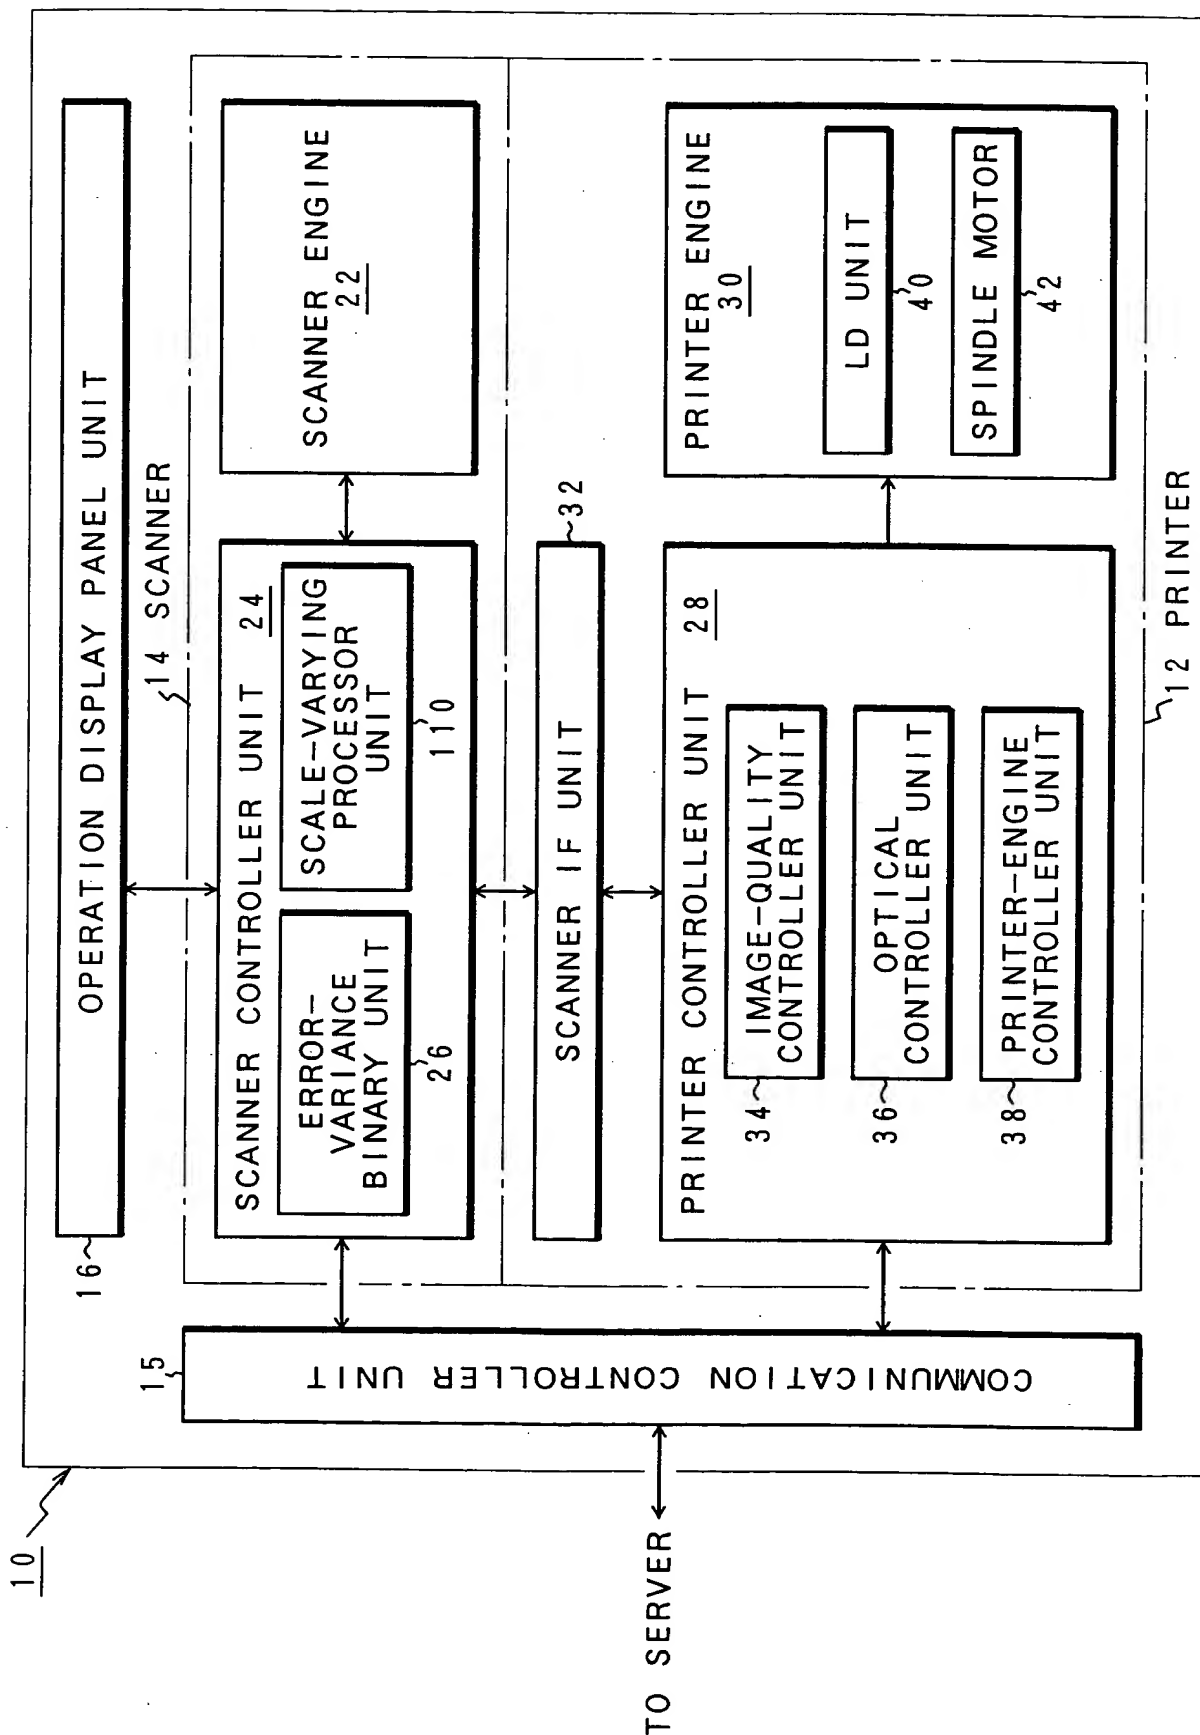 10
16
OPERATION DISPLAY PANEL UNIT
14 SCANNER
15
COMMUNICATION CONTROLLER UNIT
TO SERVER
SCANNER CONTROLLER UNIT 24
ERROR-
VARIANCE
BINARY UNIT
26
SCALE-VARYING
PROCESSOR
UNIT
110
SCANNER ENGINE
22
SCANNER IF UNIT
32
PRINTER CONTROLLER UNIT 28
34
IMAGE-QUALITY
CONTROLLER UNIT
36
OPTICAL
CONTROLLER UNIT
38
PRINTER-ENGINE
CONTROLLER UNIT
PRINTER ENGINE
30
LD UNIT
40
SPINDLE MOTOR
42
12 PRINTER